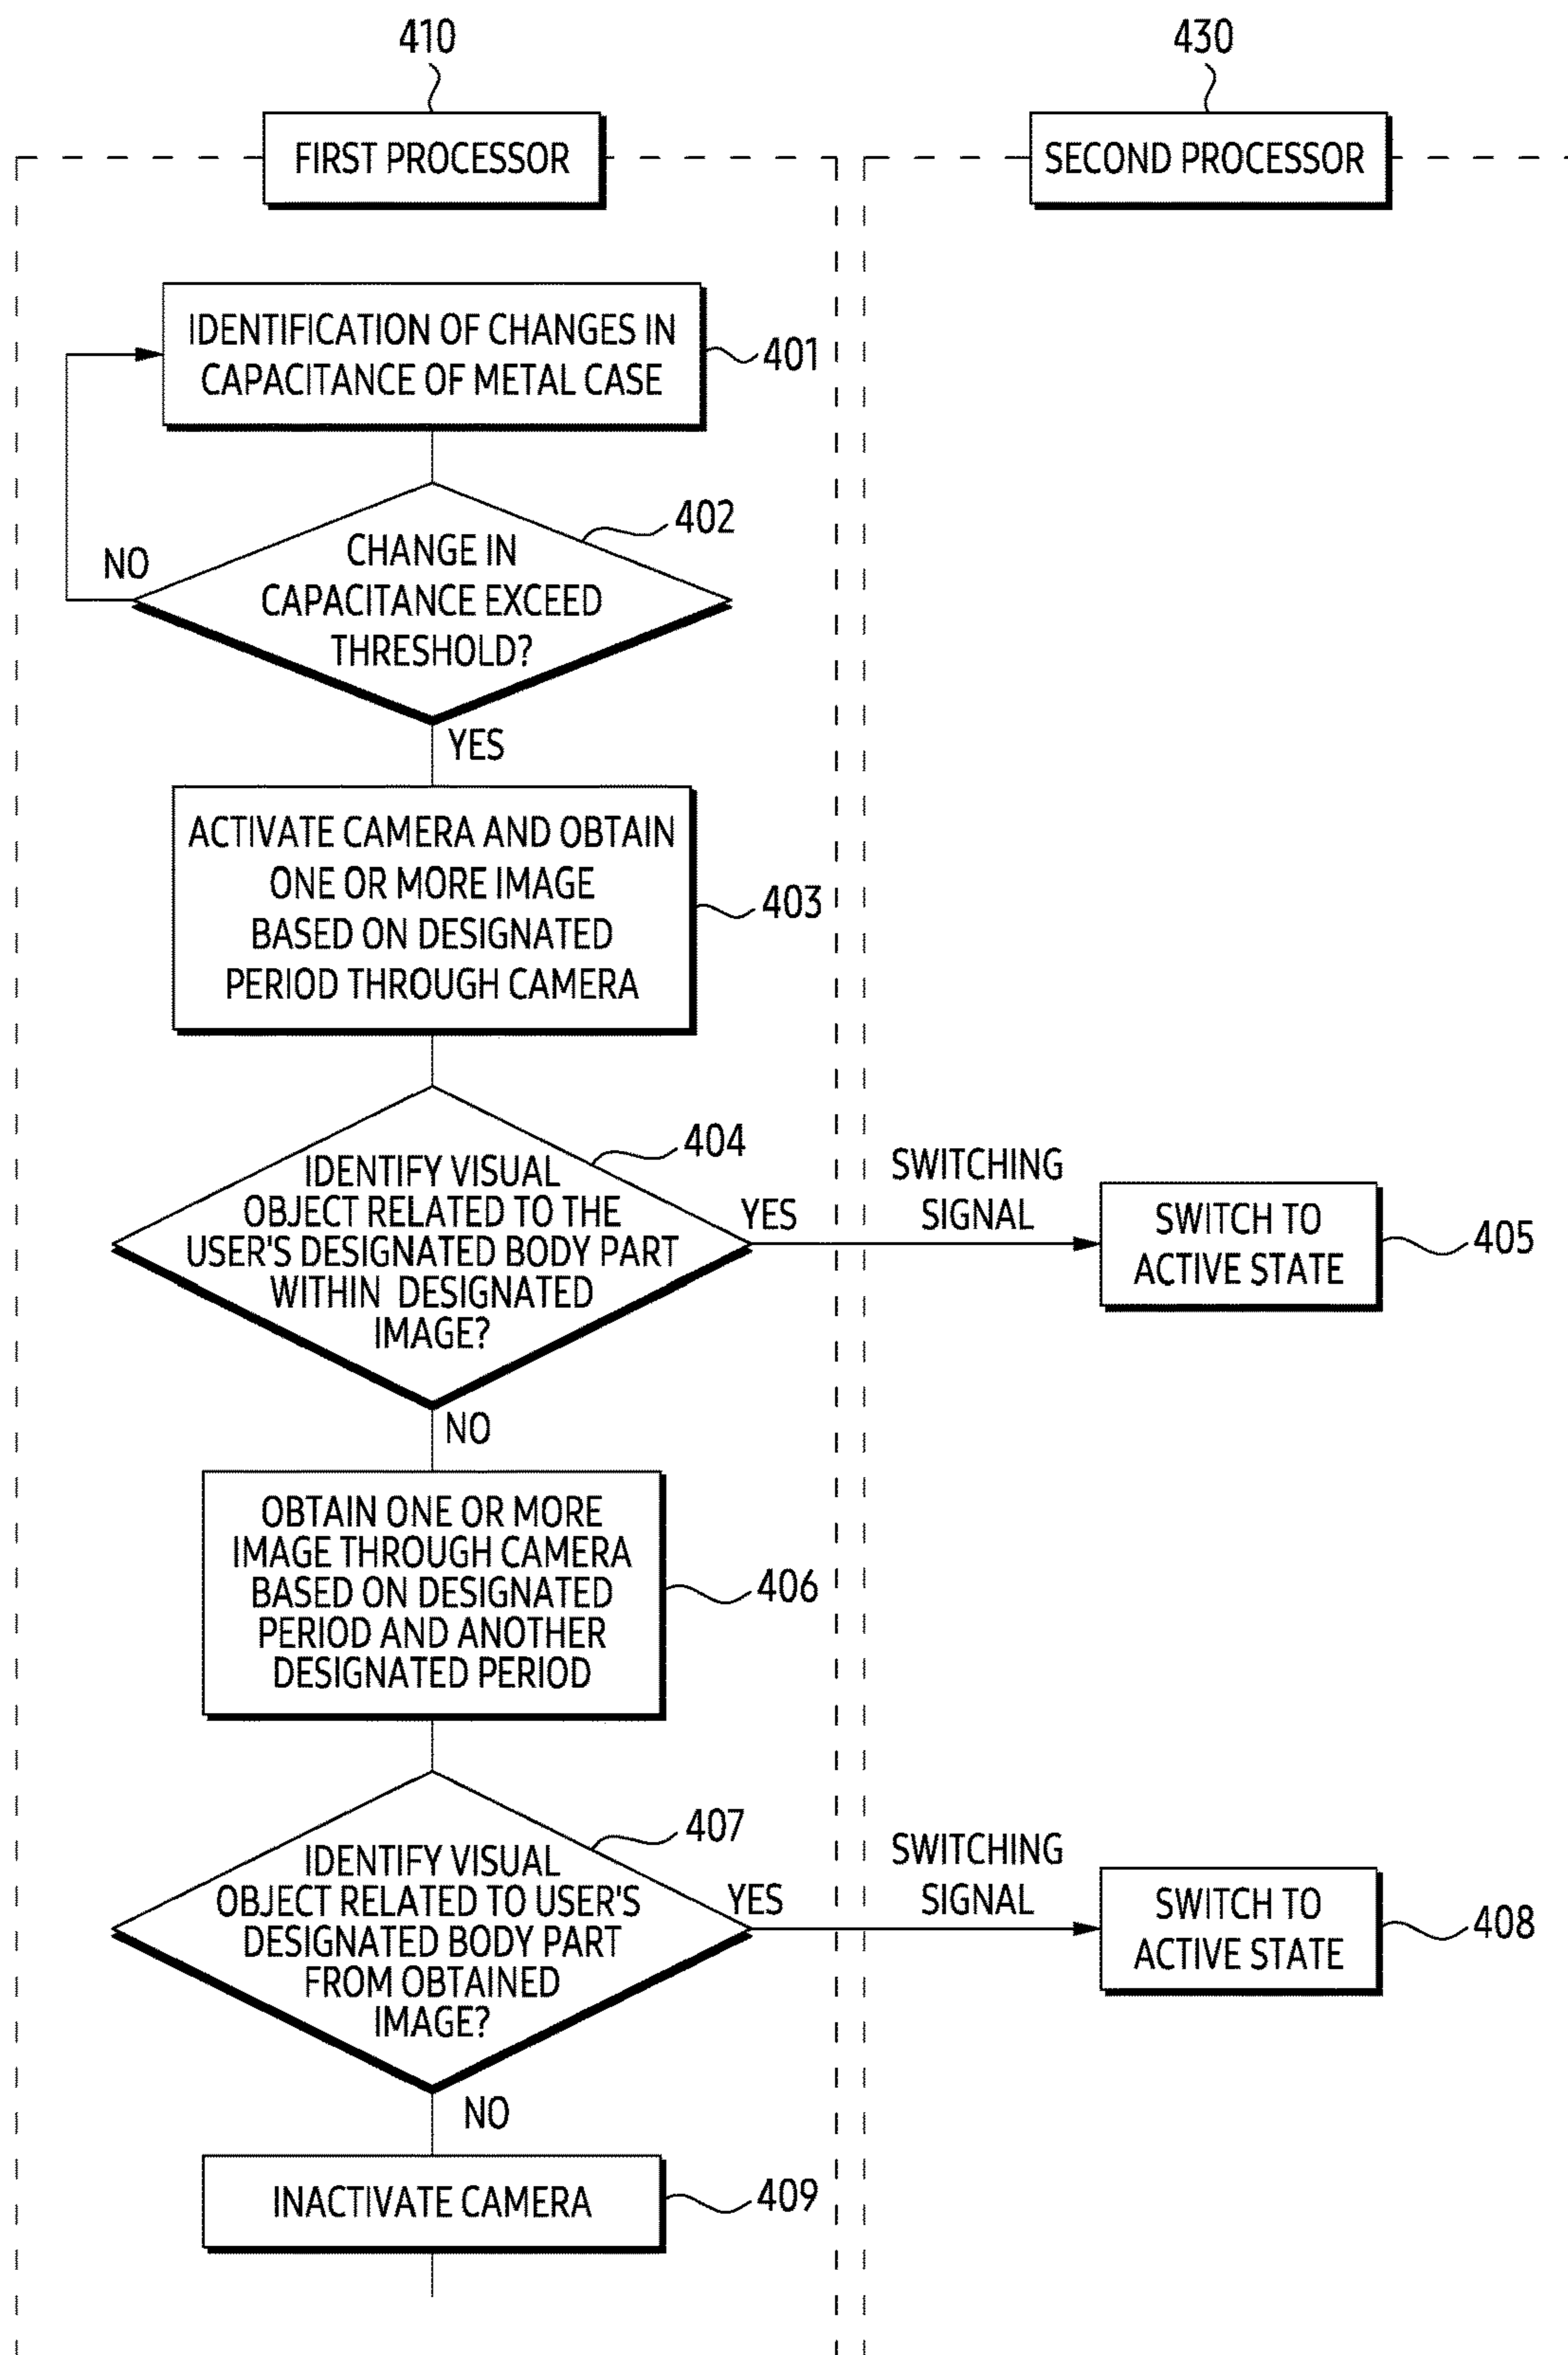 410
430
FIRST PROCESSOR
SECOND PROCESSOR
IDENTIFICATION OF CHANGES IN
CAPACITANCE OF METAL CASE
401
402
CHANGE IN
CAPACITANCE EXCEED
THRESHOLD?
NO
YES
ACTIVATE CAMERA AND OBTAIN
ONE OR MORE IMAGE
BASED ON DESIGNATED
PERIOD THROUGH CAMERA
403
404
IDENTIFY VISUAL
OBJECT RELATED TO THE
USER'S DESIGNATED BODY PART
WITHIN DESIGNATED
IMAGE?
YES
SWITCHING
SIGNAL
SWITCH TO
ACTIVE STATE
405
NO
OBTAIN ONE OR MORE
IMAGE THROUGH CAMERA
BASED ON DESIGNATED
PERIOD AND ANOTHER
DESIGNATED PERIOD
406
407
IDENTIFY VISUAL
OBJECT RELATED TO USER'S
DESIGNATED BODY PART
FROM OBTAINED
IMAGE?
YES
SWITCHING
SIGNAL
SWITCH TO
ACTIVE STATE
408
NO
INACTIVATE CAMERA
409